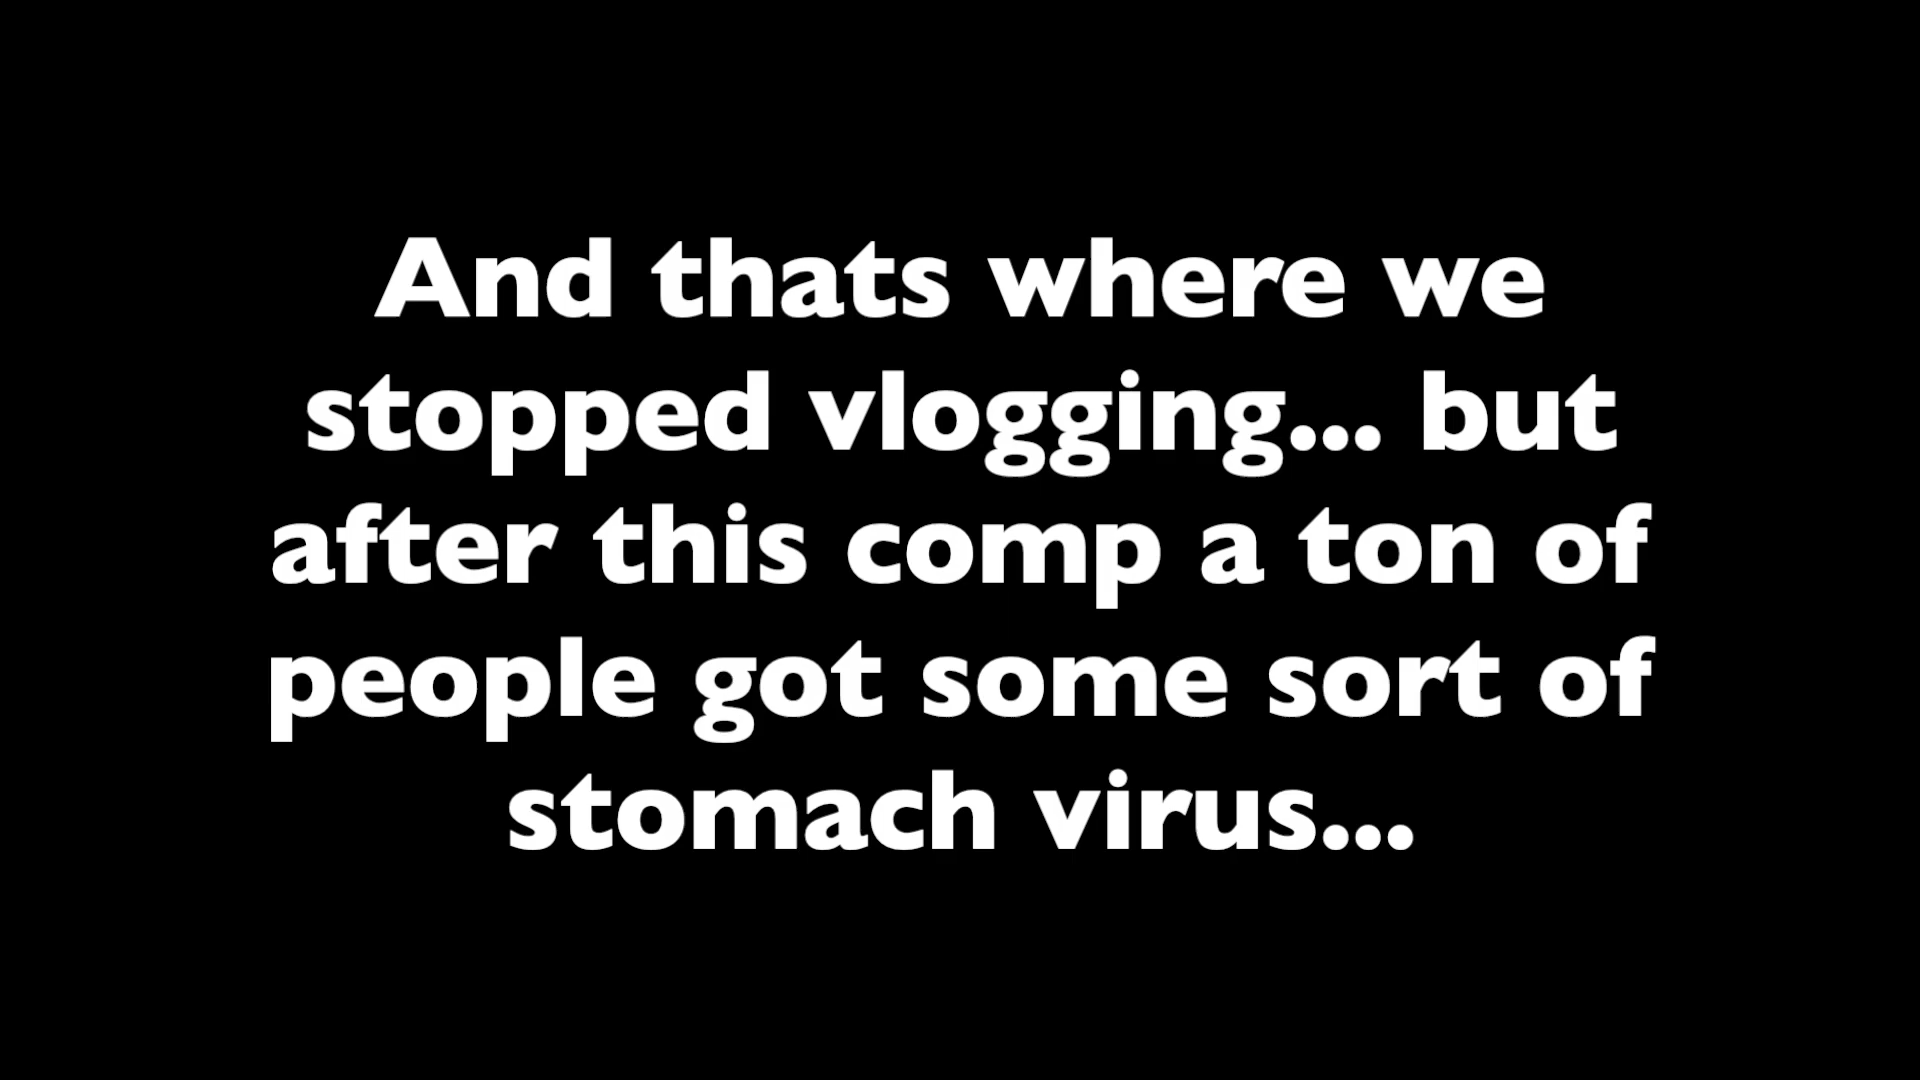 And thats where we
stopped vlogging... but
after this comp a ton of
people got some sort of
stomach virus...